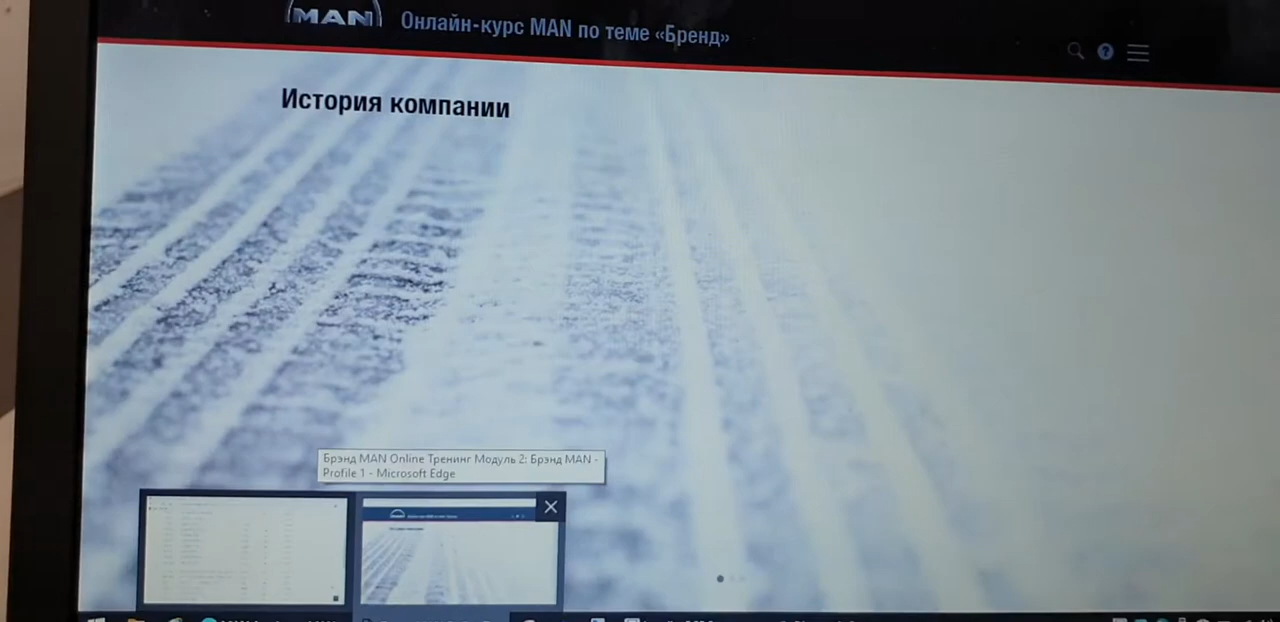 MAN
Онлайн-курс MAN по теме «Бренд»
?
История компании
Брэнд MAN Online Тренинг Модуль 2: Брэнд MAN -
Profile 1 - Microsoft Edge